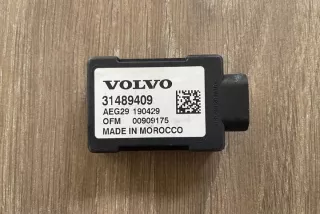 VOLVO
31489409
AEG29 190429
OFM 00909175
MADE IN MOROCCO